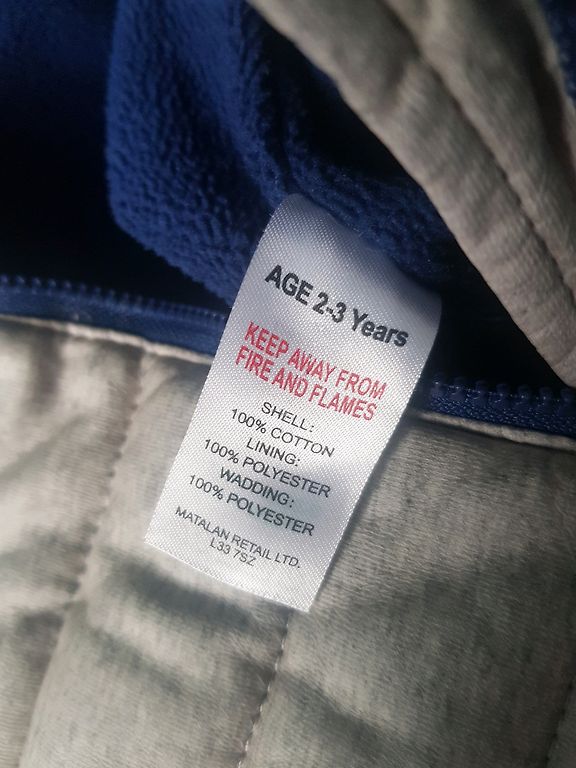 AGE 2-3 Years
KEEP AWAY FROM
FIRE AND FLAMES
SHELL:
100% COTTON
LINING:
100% POLYESTER
WADDING:
100% POLYESTER
MATALAN RETAIL LTD.
L33 7SZ